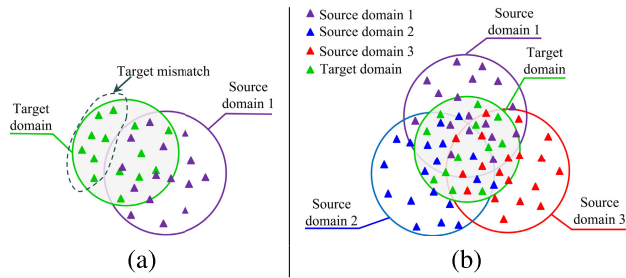 Target mismatch
Target
domain
Source
domain 1
(a)
Source domain 1
Source domain 2
Source domain 3
Target domain
Source
domain 1
Target
domain
Source
domain 2
Source
domain 3
(b)